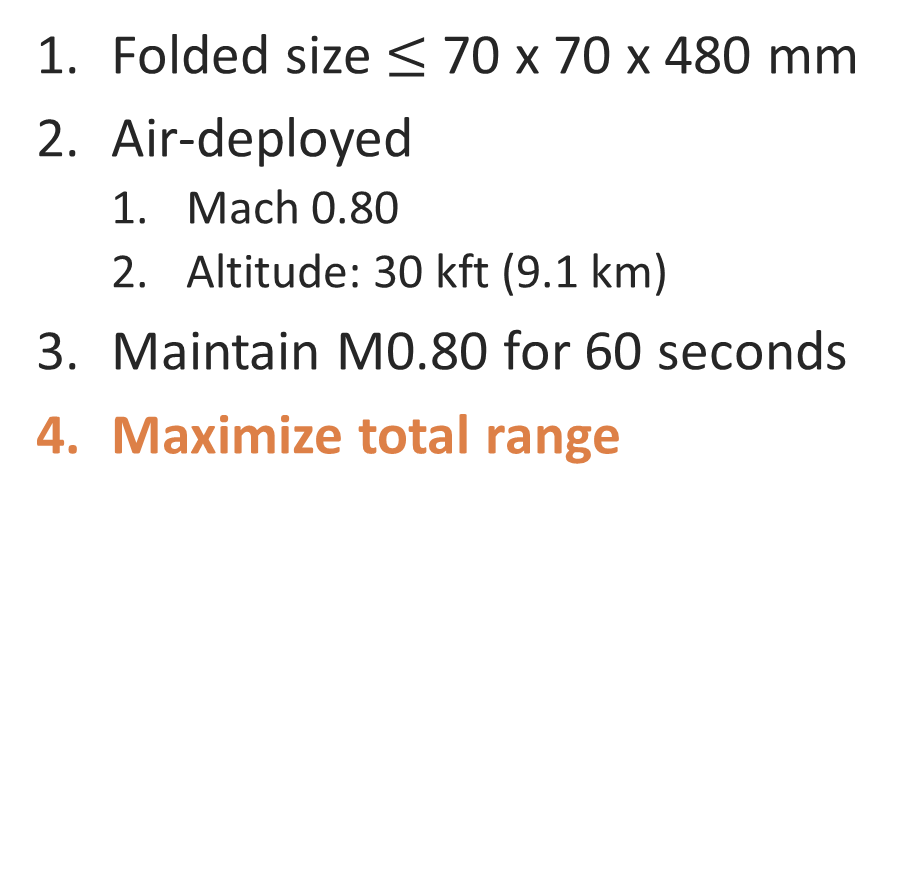 1. Folded size ≤ 70 x 70 x 480 mm
2. Air-deployed
1. Mach 0.80
2. Altitude: 30 kft (9.1 km)
3. Maintain M0.80 for 60 seconds
4. Maximize total range